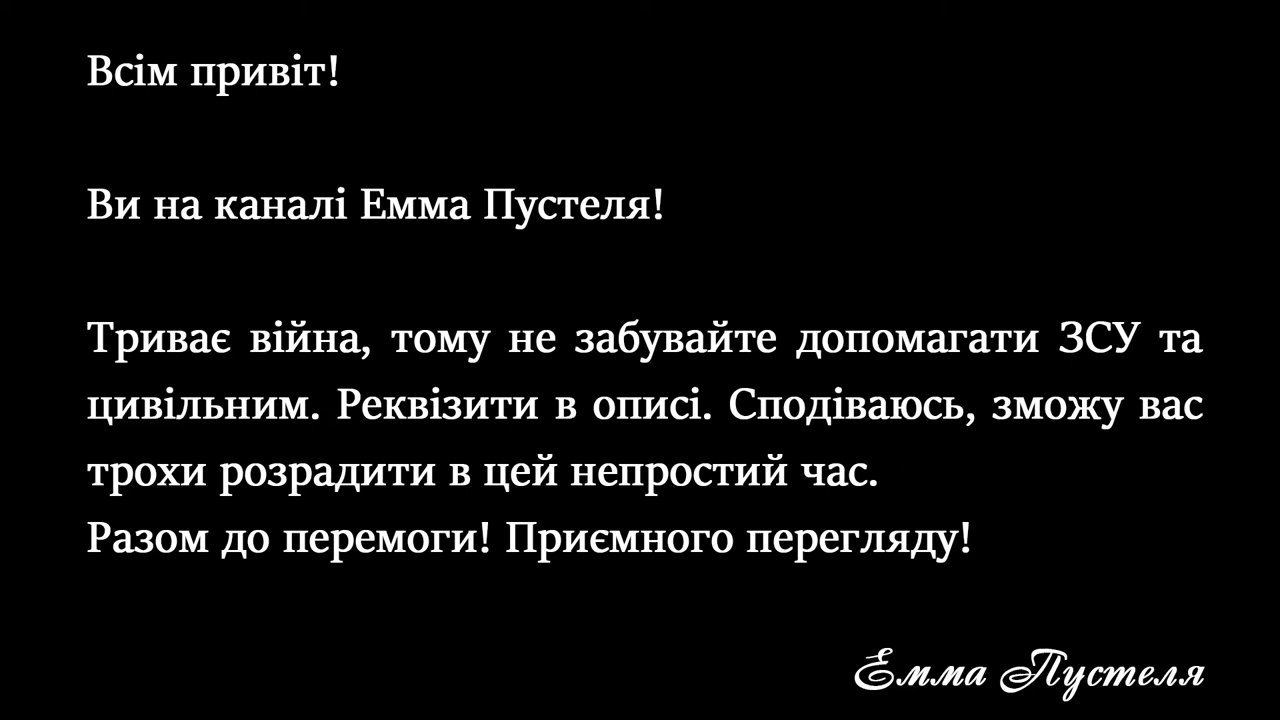 Всім привіт!
Ви на каналі Емма Пустеля!
Триває війна, тому не забувайте допомагати ЗСУ та
цивільним. Реквізити в описі. Сподіваюсь, зможу вас
трохи розрадити в цей непростий час.
Разом до перемоги! Приємного перегляду!
Емма Пустеля